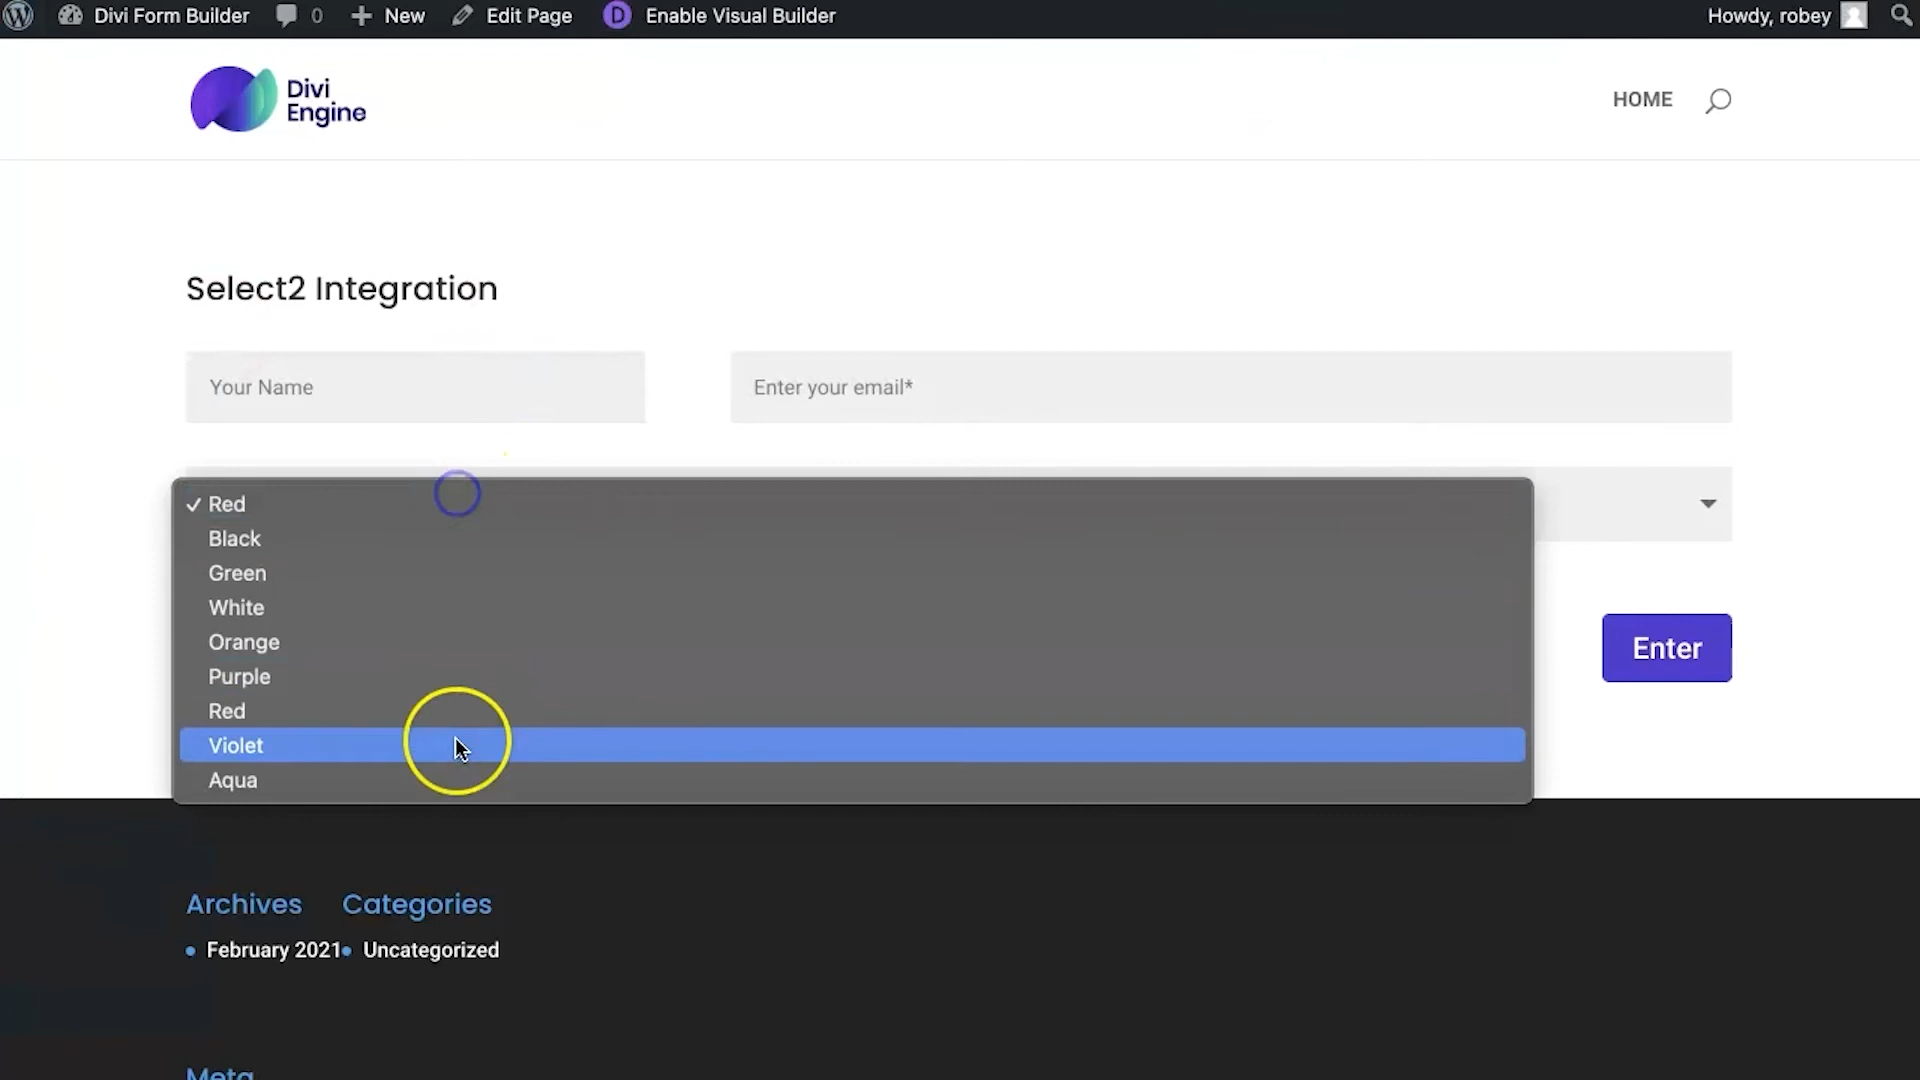 Divi Form Builder 0 New Edit Page D Enable Visual Builder Howdy, robey
Divi
Engine
HOME
Select2 Integration
Your Name Enter your email*
✓ Red
Black
Green
White
Orange
Purple
Red
Violet
Aqua
Enter
Archives Categories
February 2021 Uncategorized
Meta